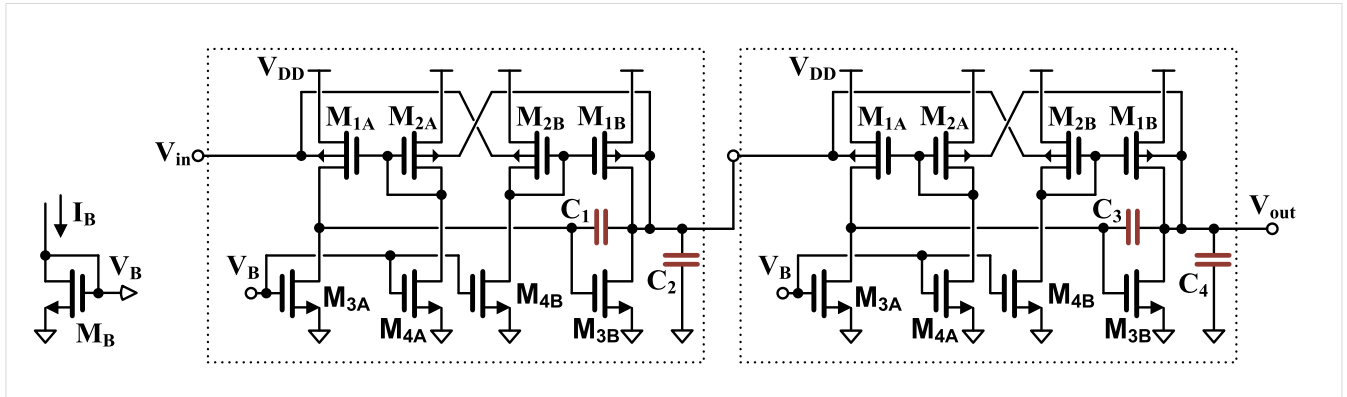 V_DD V_DD
M_1A M_2A M_2B M_1B M_1A M_2A M_2B M_1B
V_in
I_B C_1 C_3 V_out
V_B V_B C_2 V_B C_4
M_3A M_4B M_3A M_4B
M_B M_4A M_3B M_4A M_3B